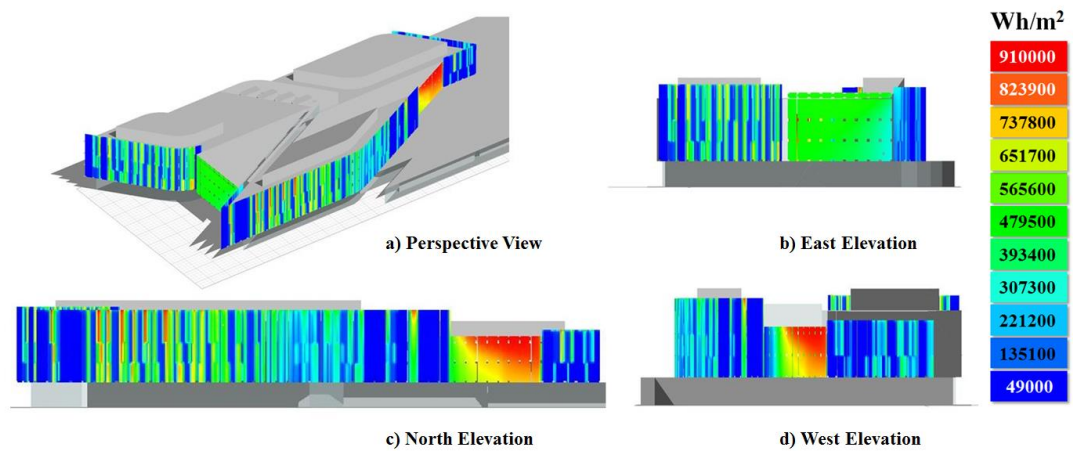 Wh/m²
910000
823900
737800
651700
565600
479500
393400
307300
221200
135100
49000
a) Perspective View
b) East Elevation
c) North Elevation
d) West Elevation